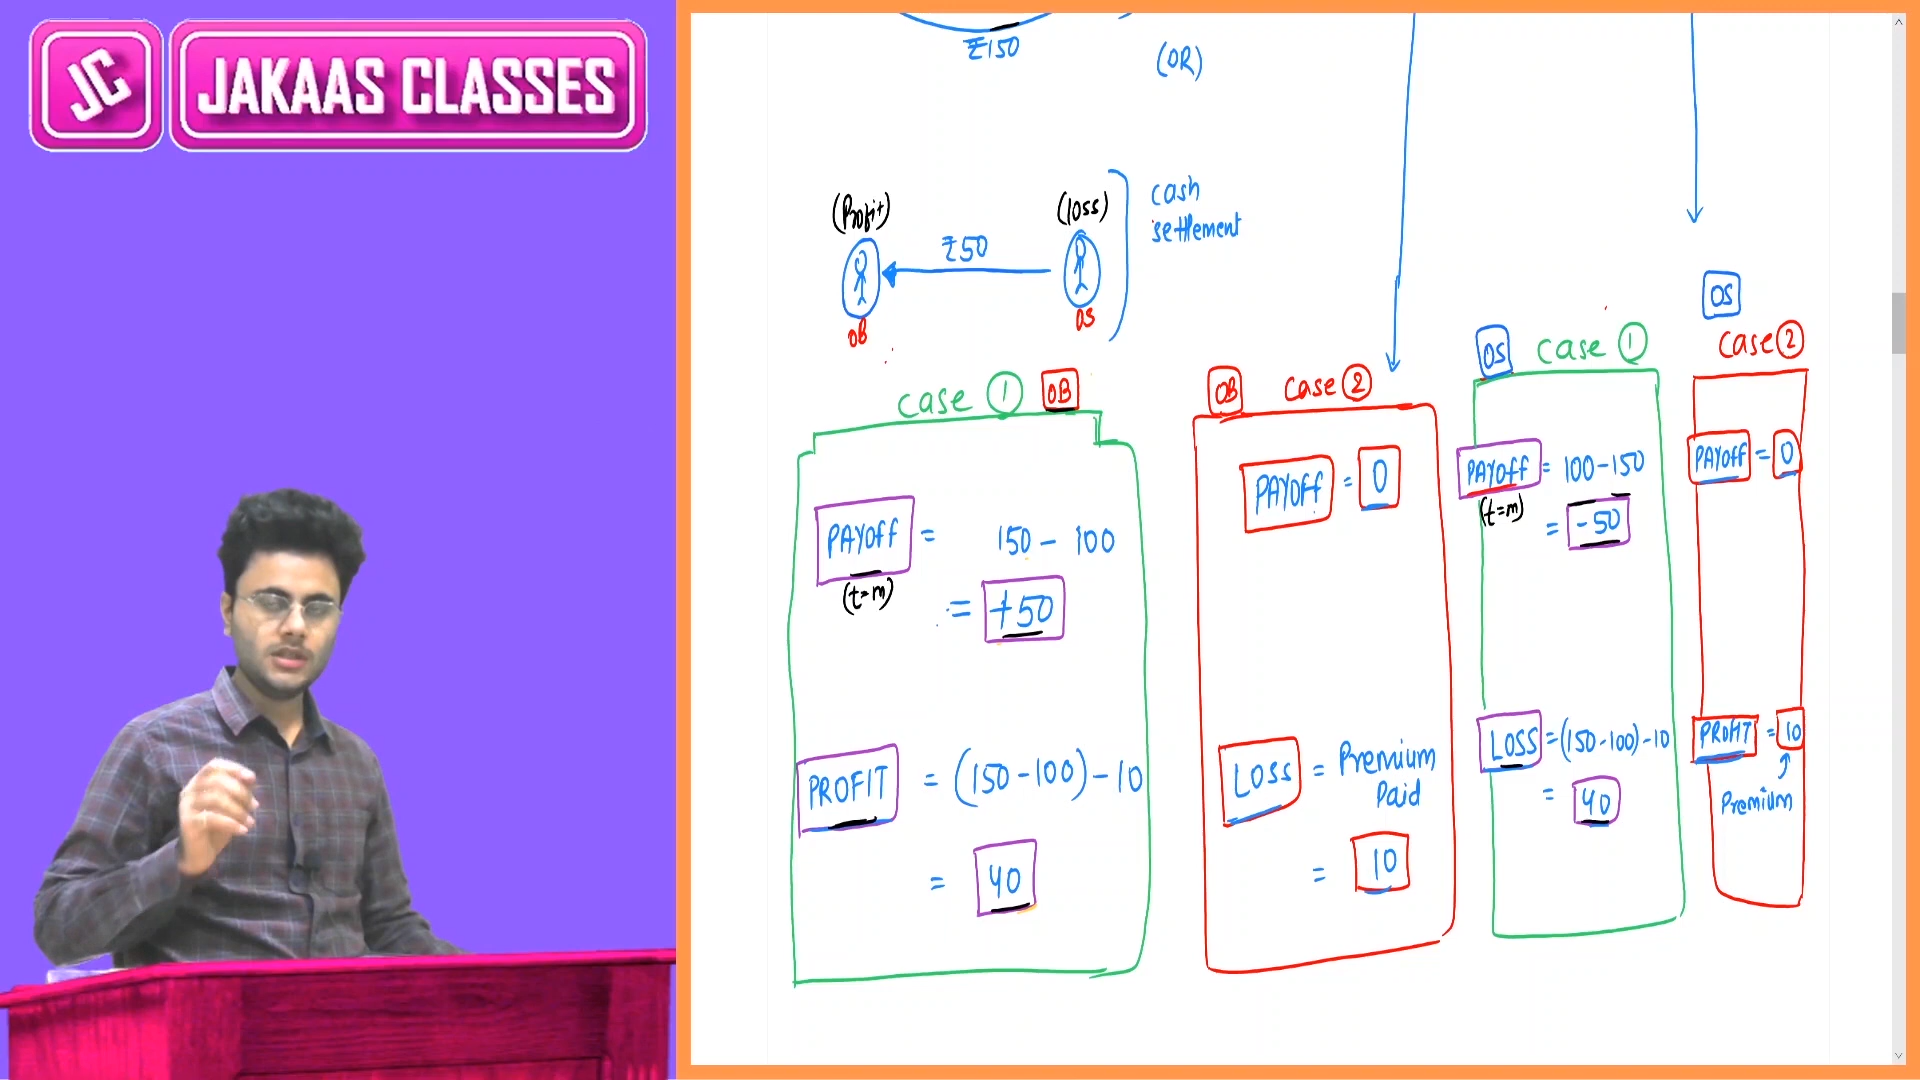 JC JAKAAS CLASSES
₹150
(OR)
(Profit)
(loss)
cash
settlement
₹50
OB
OS
case ① OB
PAYoff = 150 - 100
(t=m)
= +50
PROFIT = (150-100)-10
= 40
OB case ②
PAYoff = 0
LOSS = Premium
Paid
= 10
OS case ①
PAYoff = 100-150
(t=m)
= -50
LOSS = (150-100)-10
= 40
OS
case ②
PAYoff = 0
PROFIT = 10
Premium